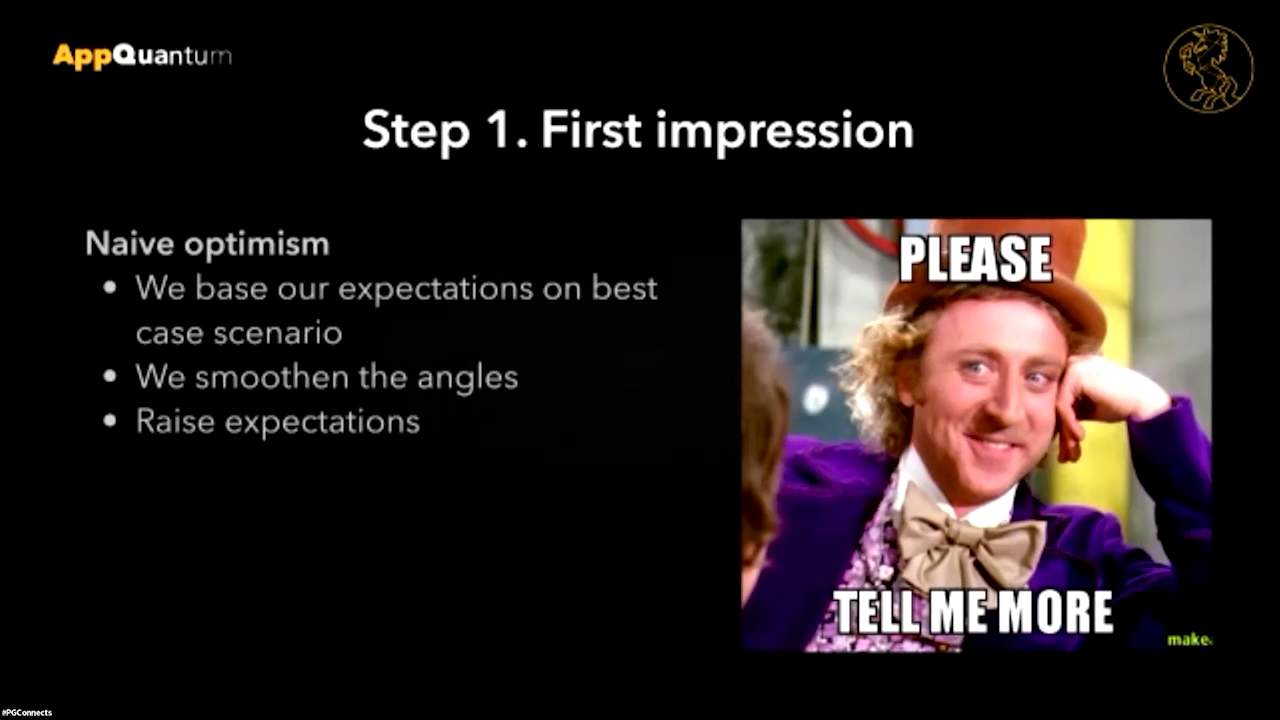 AppQuantum
Step 1. First impression
Naive optimism
• We base our expectations on best
case scenario
• We smoothen the angles
• Raise expectations
PLEASE
TELL ME MORE
make.
#PGConnects